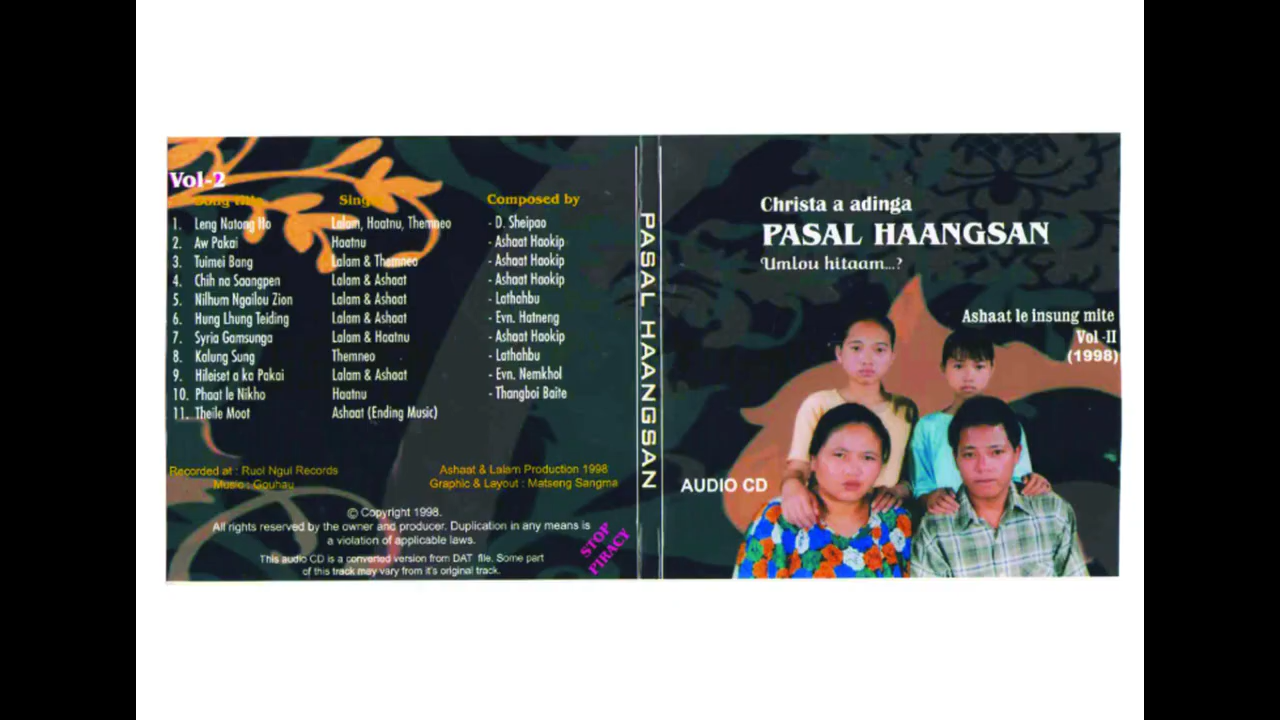 Vol-2
Song Title Singer Composed by
1. Leng Natong Ho Lalam, Haatnu, Themneo - D. Sheipao
2. Aw Pakai Haatnu - Ashaat Haokip
3. Tuimei Bang Lalam & Themneo - Ashaat Haokip
4. Chih na Saangpen Lalam & Ashaat - Ashaat Haokip
5. Nilhum Ngailou Zion Lalam & Ashaat - Lathahbu
6. Hung Lhung Teiding Lalam & Ashaat - Evn. Hatneng
7. Syria Gamsunga Lalam & Haatnu - Ashaat Haokip
8. Kalung Sung Themneo - Lathahbu
9. Hileiset a ka Pakai Lalam & Ashaat - Evn. Nemkhol
10. Phaat le Nikho Haatnu - Thangboi Baite
11. Theile Moot Ashaat (Ending Music)
Recorded at : Ruol Ngul Records
Music : Gouhau
Ashaat & Lalam Production 1998
Graphic & Layout : Matseng Sangma
© Copyright 1998.
All rights reserved by the owner and producer. Duplication in any means is
a violation of applicable laws.
This audio CD is a converted version from DAT file. Some part
of this track may vary from it's original track.
STOP
PIRACY
PASAL HAANGSAN
Christa a adinga
PASAL HAANGSAN
Umlou hitaam...?
Ashaat le insung mite
Vol -II
(1998)
AUDIO CD